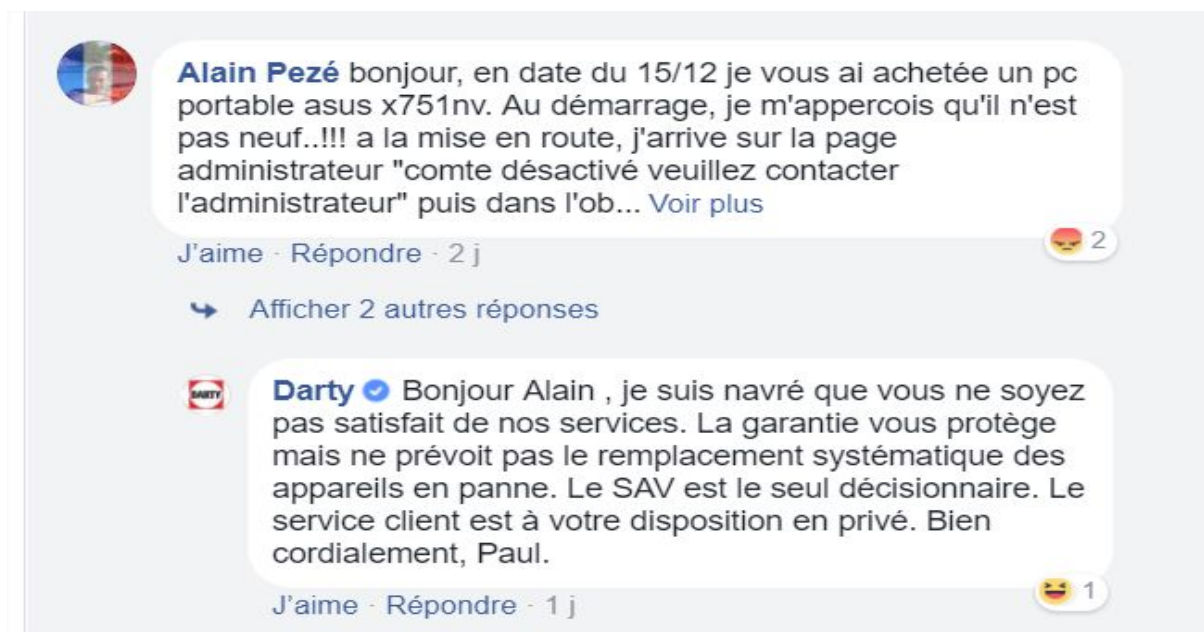 Alain Pezé bonjour, en date du 15/12 je vous ai achetée un pc
portable asus x751nv. Au démarrage, je m'appercois qu'il n'est
pas neuf..!!! a la mise en route, j'arrive sur la page
administrateur "comte désactivé veuillez contacter
l'administrateur" puis dans l'ob... Voir plus
2
J'aime · Répondre · 2 j
Afficher 2 autres réponses
DARTY
Darty Bonjour Alain , je suis navré que vous ne soyez
pas satisfait de nos services. La garantie vous protège
mais ne prévoit pas le remplacement systématique des
appareils en panne. Le SAV est le seul décisionnaire. Le
service client est à votre disposition en privé. Bien
cordialement, Paul.
1
J'aime · Répondre · 1 j